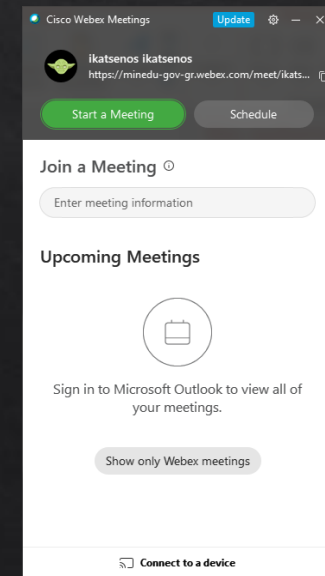 Cisco Webex Meetings Update
ikatsenos ikatsenos
https://minedu-gov-gr.webex.com/meet/ikats...
Start a Meeting Schedule
Join a Meeting
Enter meeting information
Upcoming Meetings
Sign in to Microsoft Outlook to view all of
your meetings.
Show only Webex meetings
Connect to a device